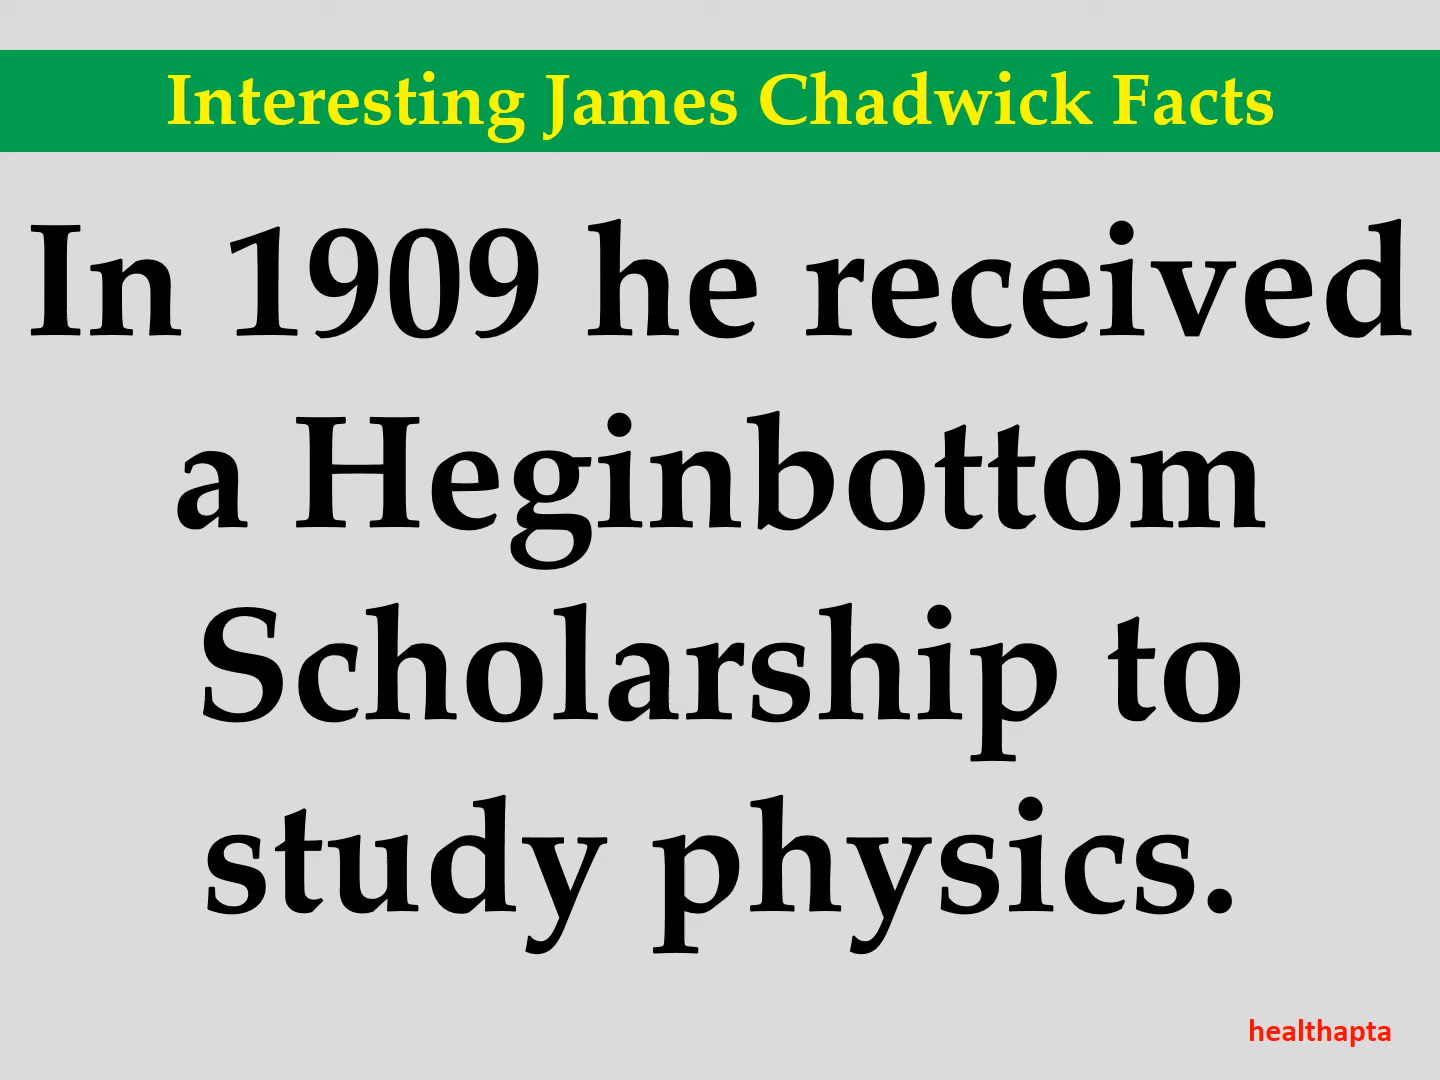 Interesting James Chadwick Facts
In 1909 he received
a Heginbottom
Scholarship to
study physics.
healthapta